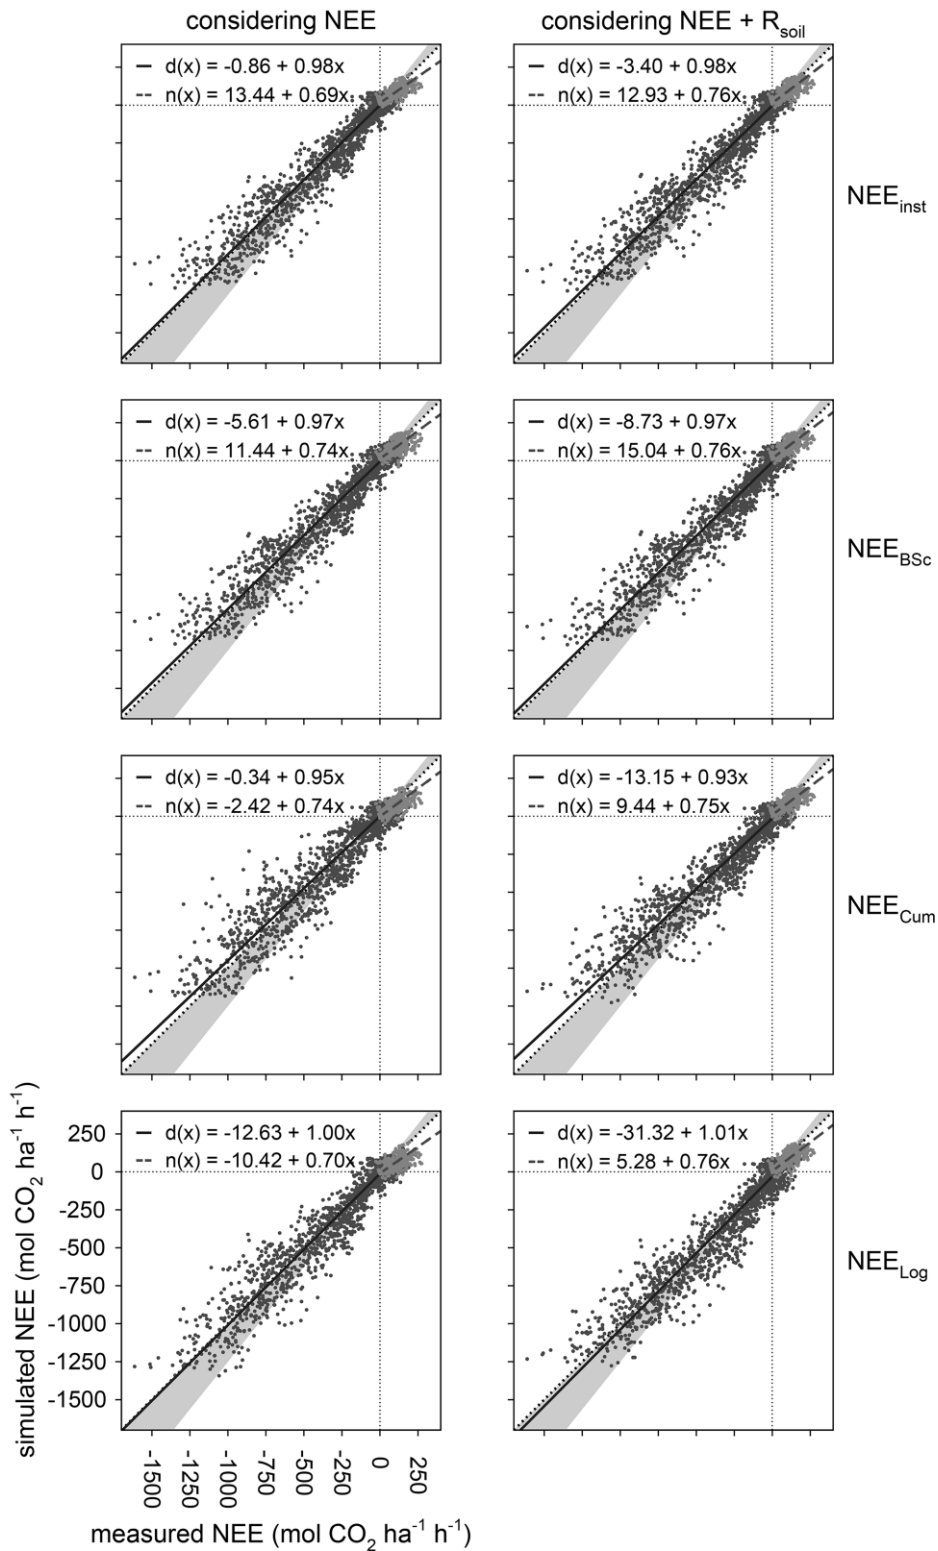 considering NEE
considering NEE + R_soil
d(x) = -0.86 + 0.98x
n(x) = 13.44 + 0.69x
d(x) = -3.40 + 0.98x
n(x) = 12.93 + 0.76x
NEE_inst
d(x) = -5.61 + 0.97x
n(x) = 11.44 + 0.74x
d(x) = -8.73 + 0.97x
n(x) = 15.04 + 0.76x
NEE_BSc
d(x) = -0.34 + 0.95x
n(x) = -2.42 + 0.74x
d(x) = -13.15 + 0.93x
n(x) = 9.44 + 0.75x
NEE_Cum
d(x) = -12.63 + 1.00x
n(x) = -10.42 + 0.70x
d(x) = -31.32 + 1.01x
n(x) = 5.28 + 0.76x
NEE_Log
simulated NEE (mol CO₂ ha⁻¹ h⁻¹)
250
0
-250
-500
-750
-1000
-1250
-1500
-1500
-1250
-1000
-750
-500
-250
0
250
measured NEE (mol CO₂ ha⁻¹ h⁻¹)